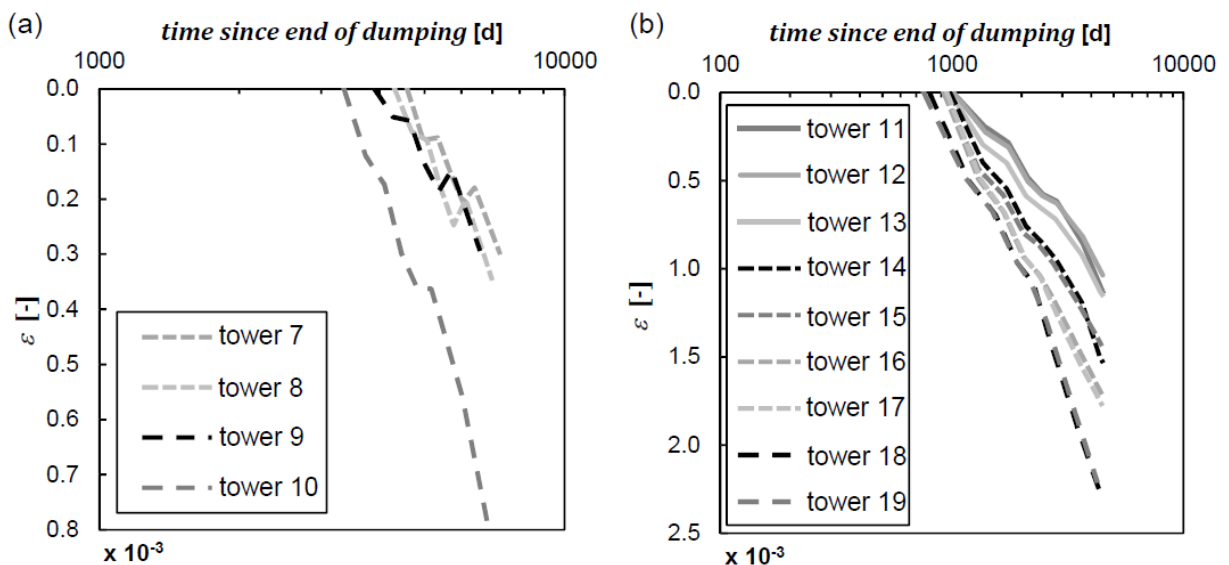 (a)
time since end of dumping [d]
1000 10000
0.0
0.1
0.2
0.3
0.4
0.5
0.6
0.7
0.8
ε [-]
tower 7
tower 8
tower 9
tower 10
x 10-3
(b)
time since end of dumping [d]
100 1000 10000
0.0
0.5
1.0
1.5
2.0
2.5
ε [-]
tower 11
tower 12
tower 13
tower 14
tower 15
tower 16
tower 17
tower 18
tower 19
x 10-3